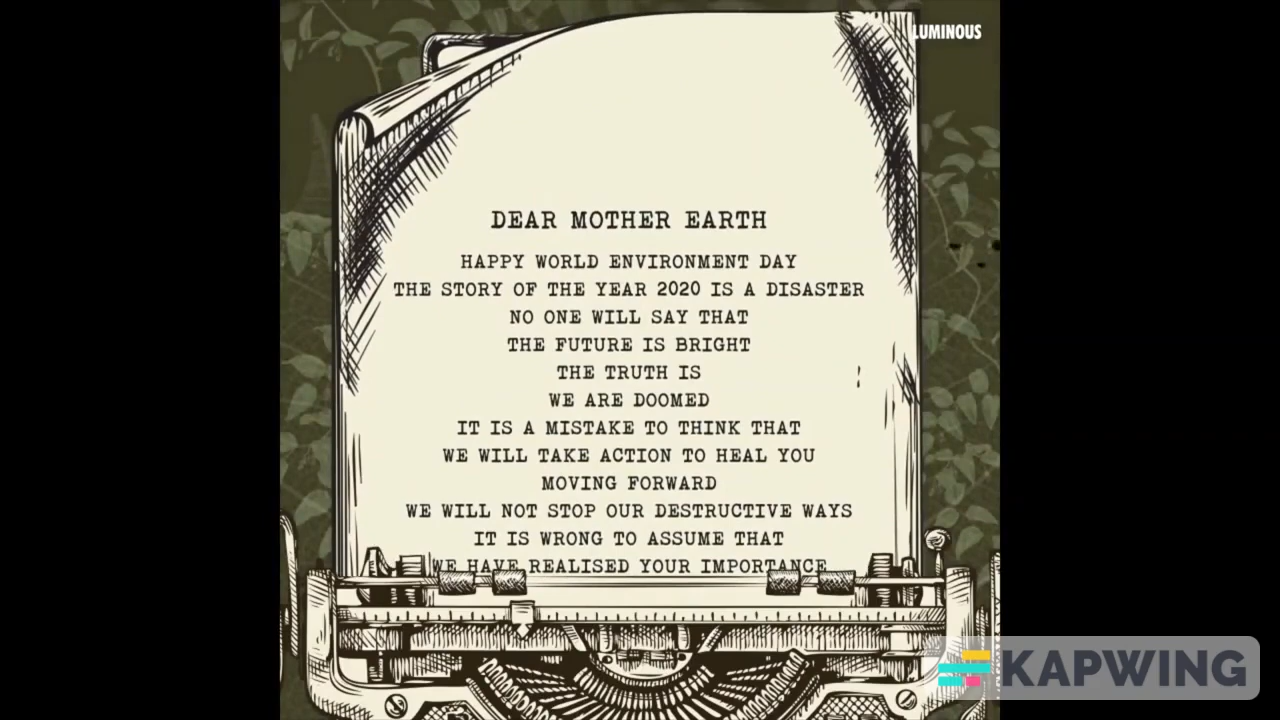 LUMINOUS
DEAR MOTHER EARTH
HAPPY WORLD ENVIRONMENT DAY
THE STORY OF THE YEAR 2020 IS A DISASTER
NO ONE WILL SAY THAT
THE FUTURE IS BRIGHT
THE TRUTH IS
WE ARE DOOMED
IT IS A MISTAKE TO THINK THAT
WE WILL TAKE ACTION TO HEAL YOU
MOVING FORWARD
WE WILL NOT STOP OUR DESTRUCTIVE WAYS
IT IS WRONG TO ASSUME THAT
WE HAVE REALISED YOUR IMPORTANCE
KAPWING